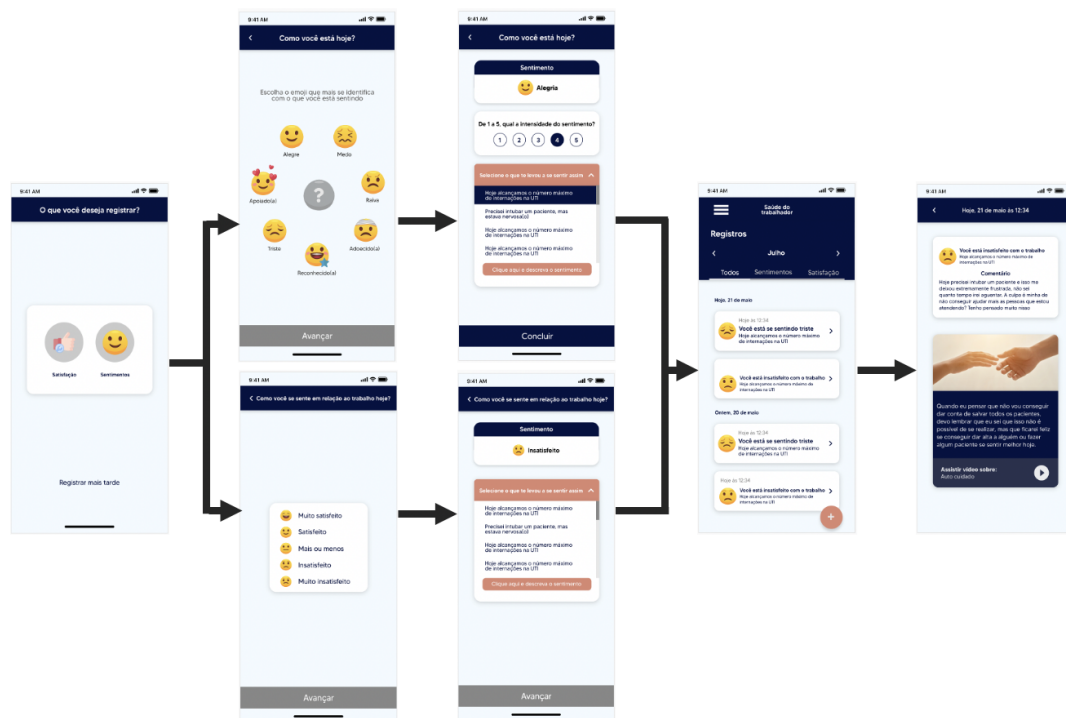 9:41 AM
O que você deseja registrar?
Satisfação
Sentimentos
Registrar mais tarde
9:41 AM
Como você está hoje?
Escolha o emoji que mais se identifica
com o que você está sentindo
Alegre
Medo
Apoiado(a)
?
Raiva
Triste
Adoecido(a)
Reconhecido(a)
Avançar
9:41 AM
Como você está hoje?
Sentimento
Alegria
De 1 a 5, qual a intensidade do sentimento?
1 2 3 4 5
Selecione o que te levou a se sentir assim
Hoje alcançamos o número máximo
de internações na UTI
Precisei intubar um paciente, mas
estava nervosa(o)
Hoje alcançamos o número máximo
de internações na UTI
Hoje alcançamos o número máximo
de internações na UTI
Clique aqui e descreva o sentimento
Concluir
9:41 AM
Como você se sente em relação ao trabalho hoje?
Muito satisfeito
Satisfeito
Mais ou menos
Insatisfeito
Muito insatisfeito
Avançar
9:41 AM
Como você se sente em relação ao trabalho hoje?
Sentimento
Insatisfeito
Selecione o que te levou a se sentir assim
Hoje alcançamos o número máximo
de internações na UTI
Precisei intubar um paciente, mas
estava nervosa(o)
Hoje alcançamos o número máximo
de internações na UTI
Hoje alcançamos o número máximo
de internações na UTI
Clique aqui e descreva o sentimento
Avançar
9:41 AM
Saúde do
trabalhador
Registros
Julho
Todos Sentimentos Satisfação
Hoje, 21 de maio
Hoje às 12:34
Você está se sentindo triste
Hoje alcançamos o número máximo
de internações na UTI
Você está insatisfeito com o trabalho
Hoje alcançamos o número máximo de
internações na UTI
Ontem, 20 de maio
Hoje às 12:34
Você está se sentindo triste
Hoje alcançamos o número máximo
de internações na UTI
Hoje às 12:34
Você está insatisfeito com o trabalho
Hoje alcançamos o número máximo de
internações na UTI
+
9:41 AM
Hoje, 21 de maio às 12:34
Você está insatisfeito com o trabalho
Hoje alcançamos o número máximo de
internações na UTI
Comentário
Hoje precisei intubar um paciente e isso me
deixou extremamente frustrada, não sei
quanto tempo irei aguentar. A culpa é minha de
não conseguir ajudar mais as pessoas que estou
atendendo? Tenho pensado muito nisso
Quando eu pensar que não vou conseguir
dar conta de salvar todos os pacientes,
devo lembrar que eu sei que isso não é
possível de se realizar, mas que ficarei feliz
se conseguir dar alta a alguém ou fazer
algum paciente se sentir melhor hoje.
Assistir vídeo sobre:
Auto cuidado